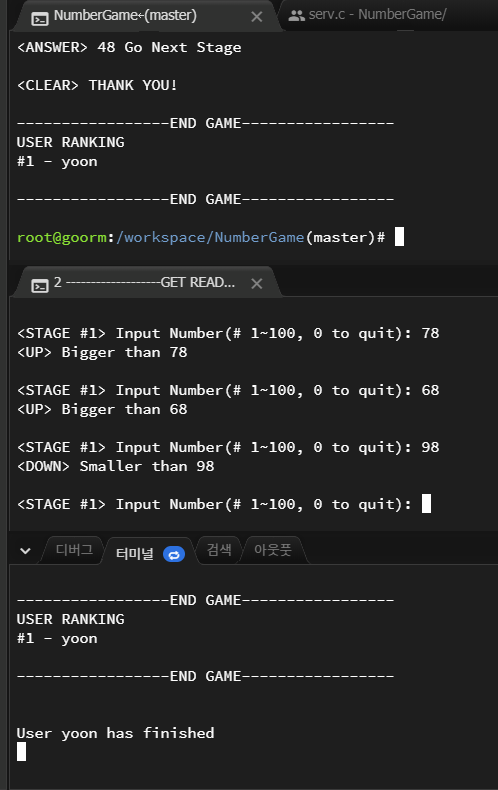 NumberGame-(master)
serv.c - NumberGame/
<ANSWER> 48 Go Next Stage
<CLEAR> THANK YOU!
------------------END GAME------------------
USER RANKING
#1 - yoon
------------------END GAME------------------
root@goorm:/workspace/NumberGame(master)#
2 -------------------GET READ...
<STAGE #1> Input Number(# 1~100, 0 to quit): 78
<UP> Bigger than 78
<STAGE #1> Input Number(# 1~100, 0 to quit): 68
<UP> Bigger than 68
<STAGE #1> Input Number(# 1~100, 0 to quit): 98
<DOWN> Smaller than 98
<STAGE #1> Input Number(# 1~100, 0 to quit):
디버그 터미널 검색 아웃풋
------------------END GAME------------------
USER RANKING
#1 - yoon
------------------END GAME------------------
User yoon has finished